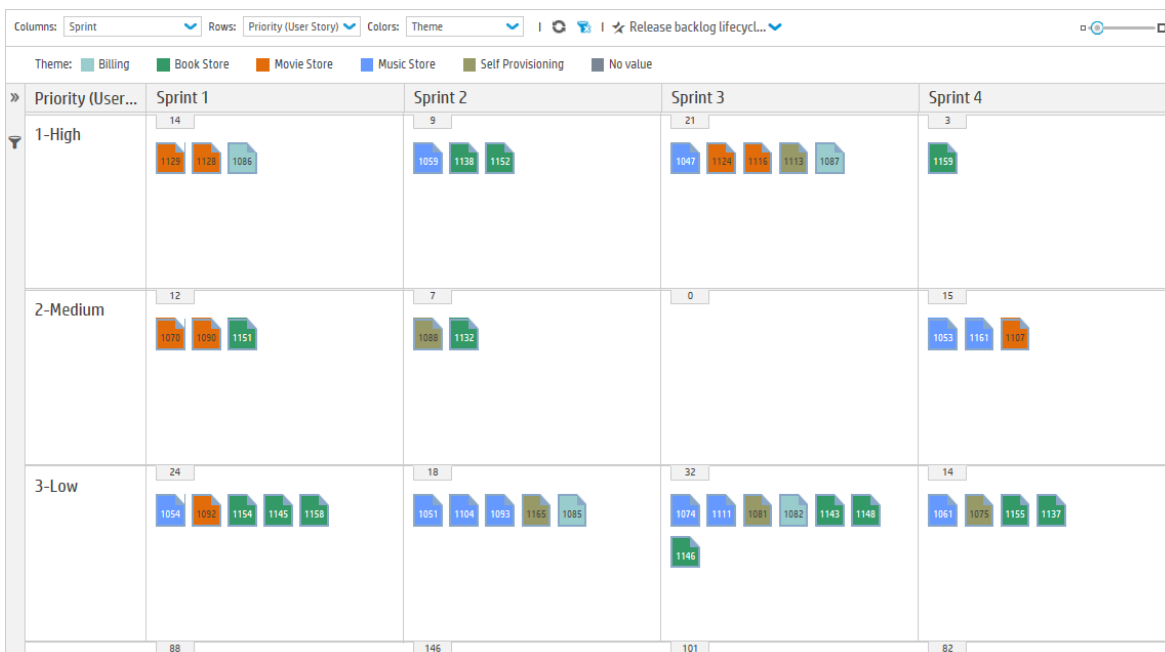 Columns: Sprint Rows: Priority (User Story) Colors: Theme Release backlog lifecycl...
Theme: Billing Book Store Movie Store Music Store Self Provisioning No value
» Priority (User... Sprint 1 Sprint 2 Sprint 3 Sprint 4
14 9 21 3
1-High
1129 1128 1086 1059 1138 1152 1047 1124 1116 1113 1087 1159
12 7 0 15
2-Medium
1070 1090 1151 1088 1132 1053 1161 1107
24 18 32 14
3-Low
1054 1092 1154 1145 1158 1051 1104 1093 1165 1085 1074 1111 1081 1082 1143 1148 1061 1075 1155 1137
1146
88 146 101 82